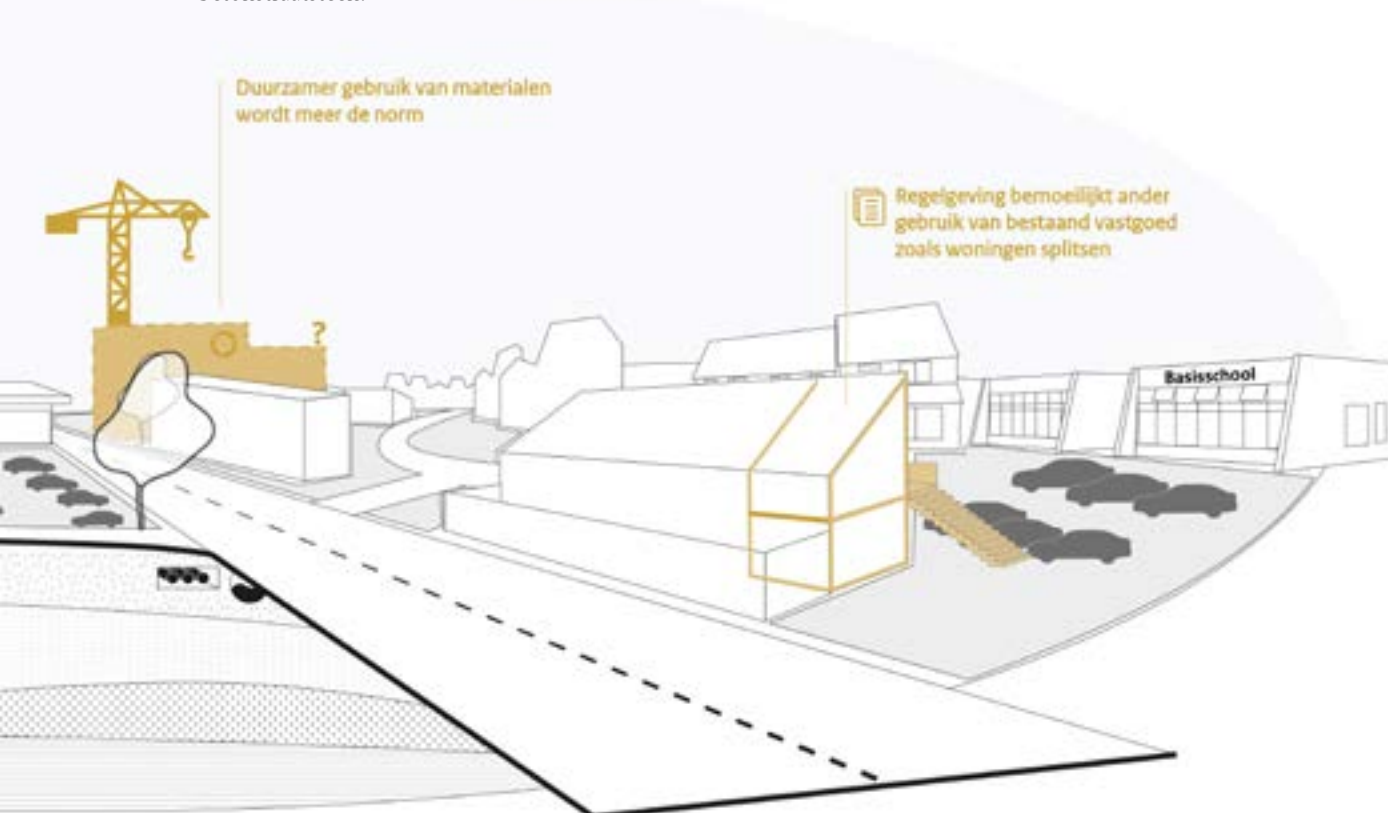 Duurzamer gebruik van materialen
wordt meer de norm
?
Regelgeving bemoeilijkt ander
gebruik van bestaand vastgoed
zoals woningen splitsen
Basisschool